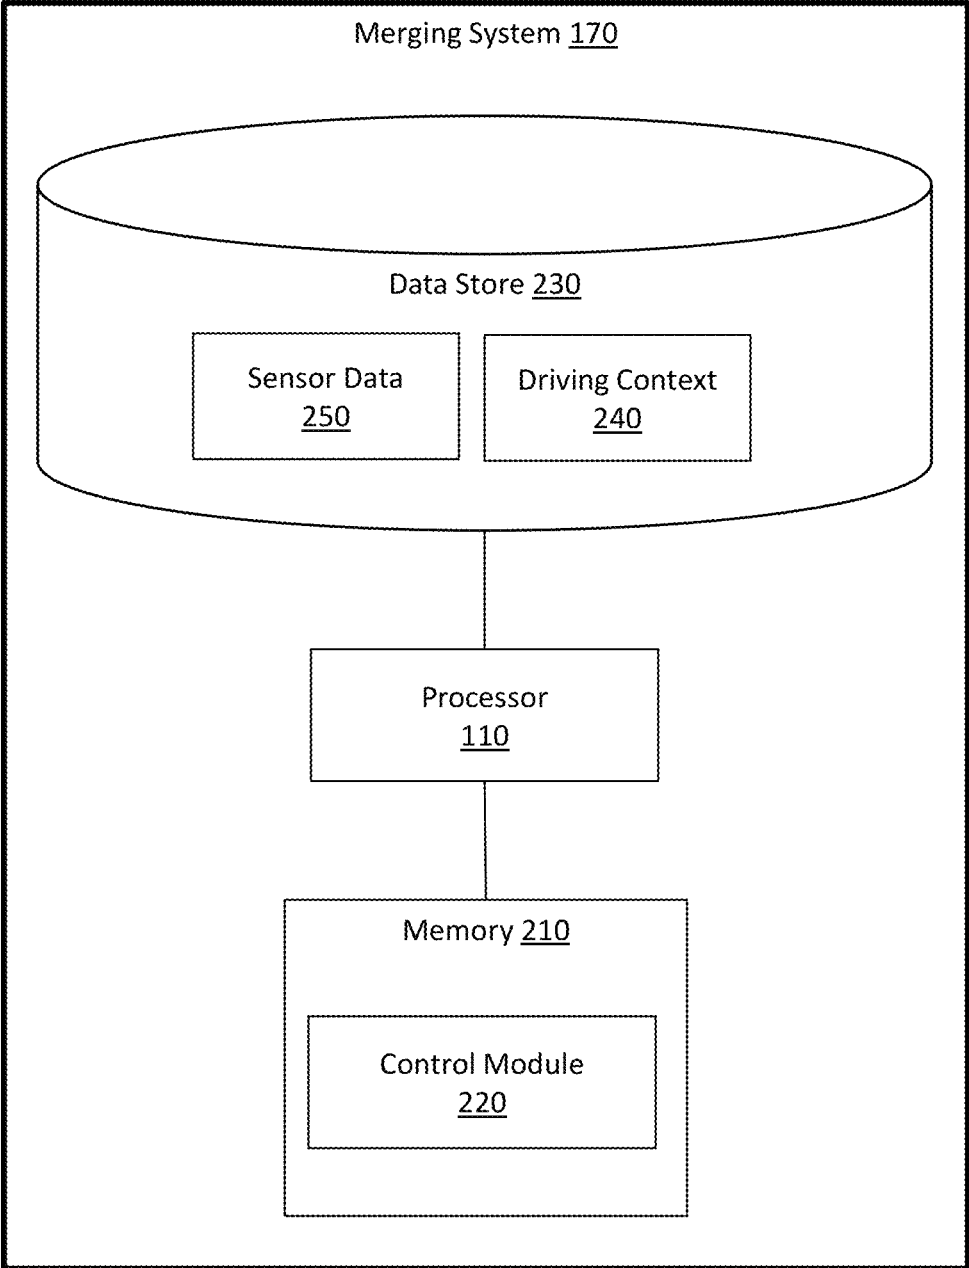 Merging System 170
Data Store 230
Sensor Data
250
Driving Context
240
Processor
110
Memory 210
Control Module
220